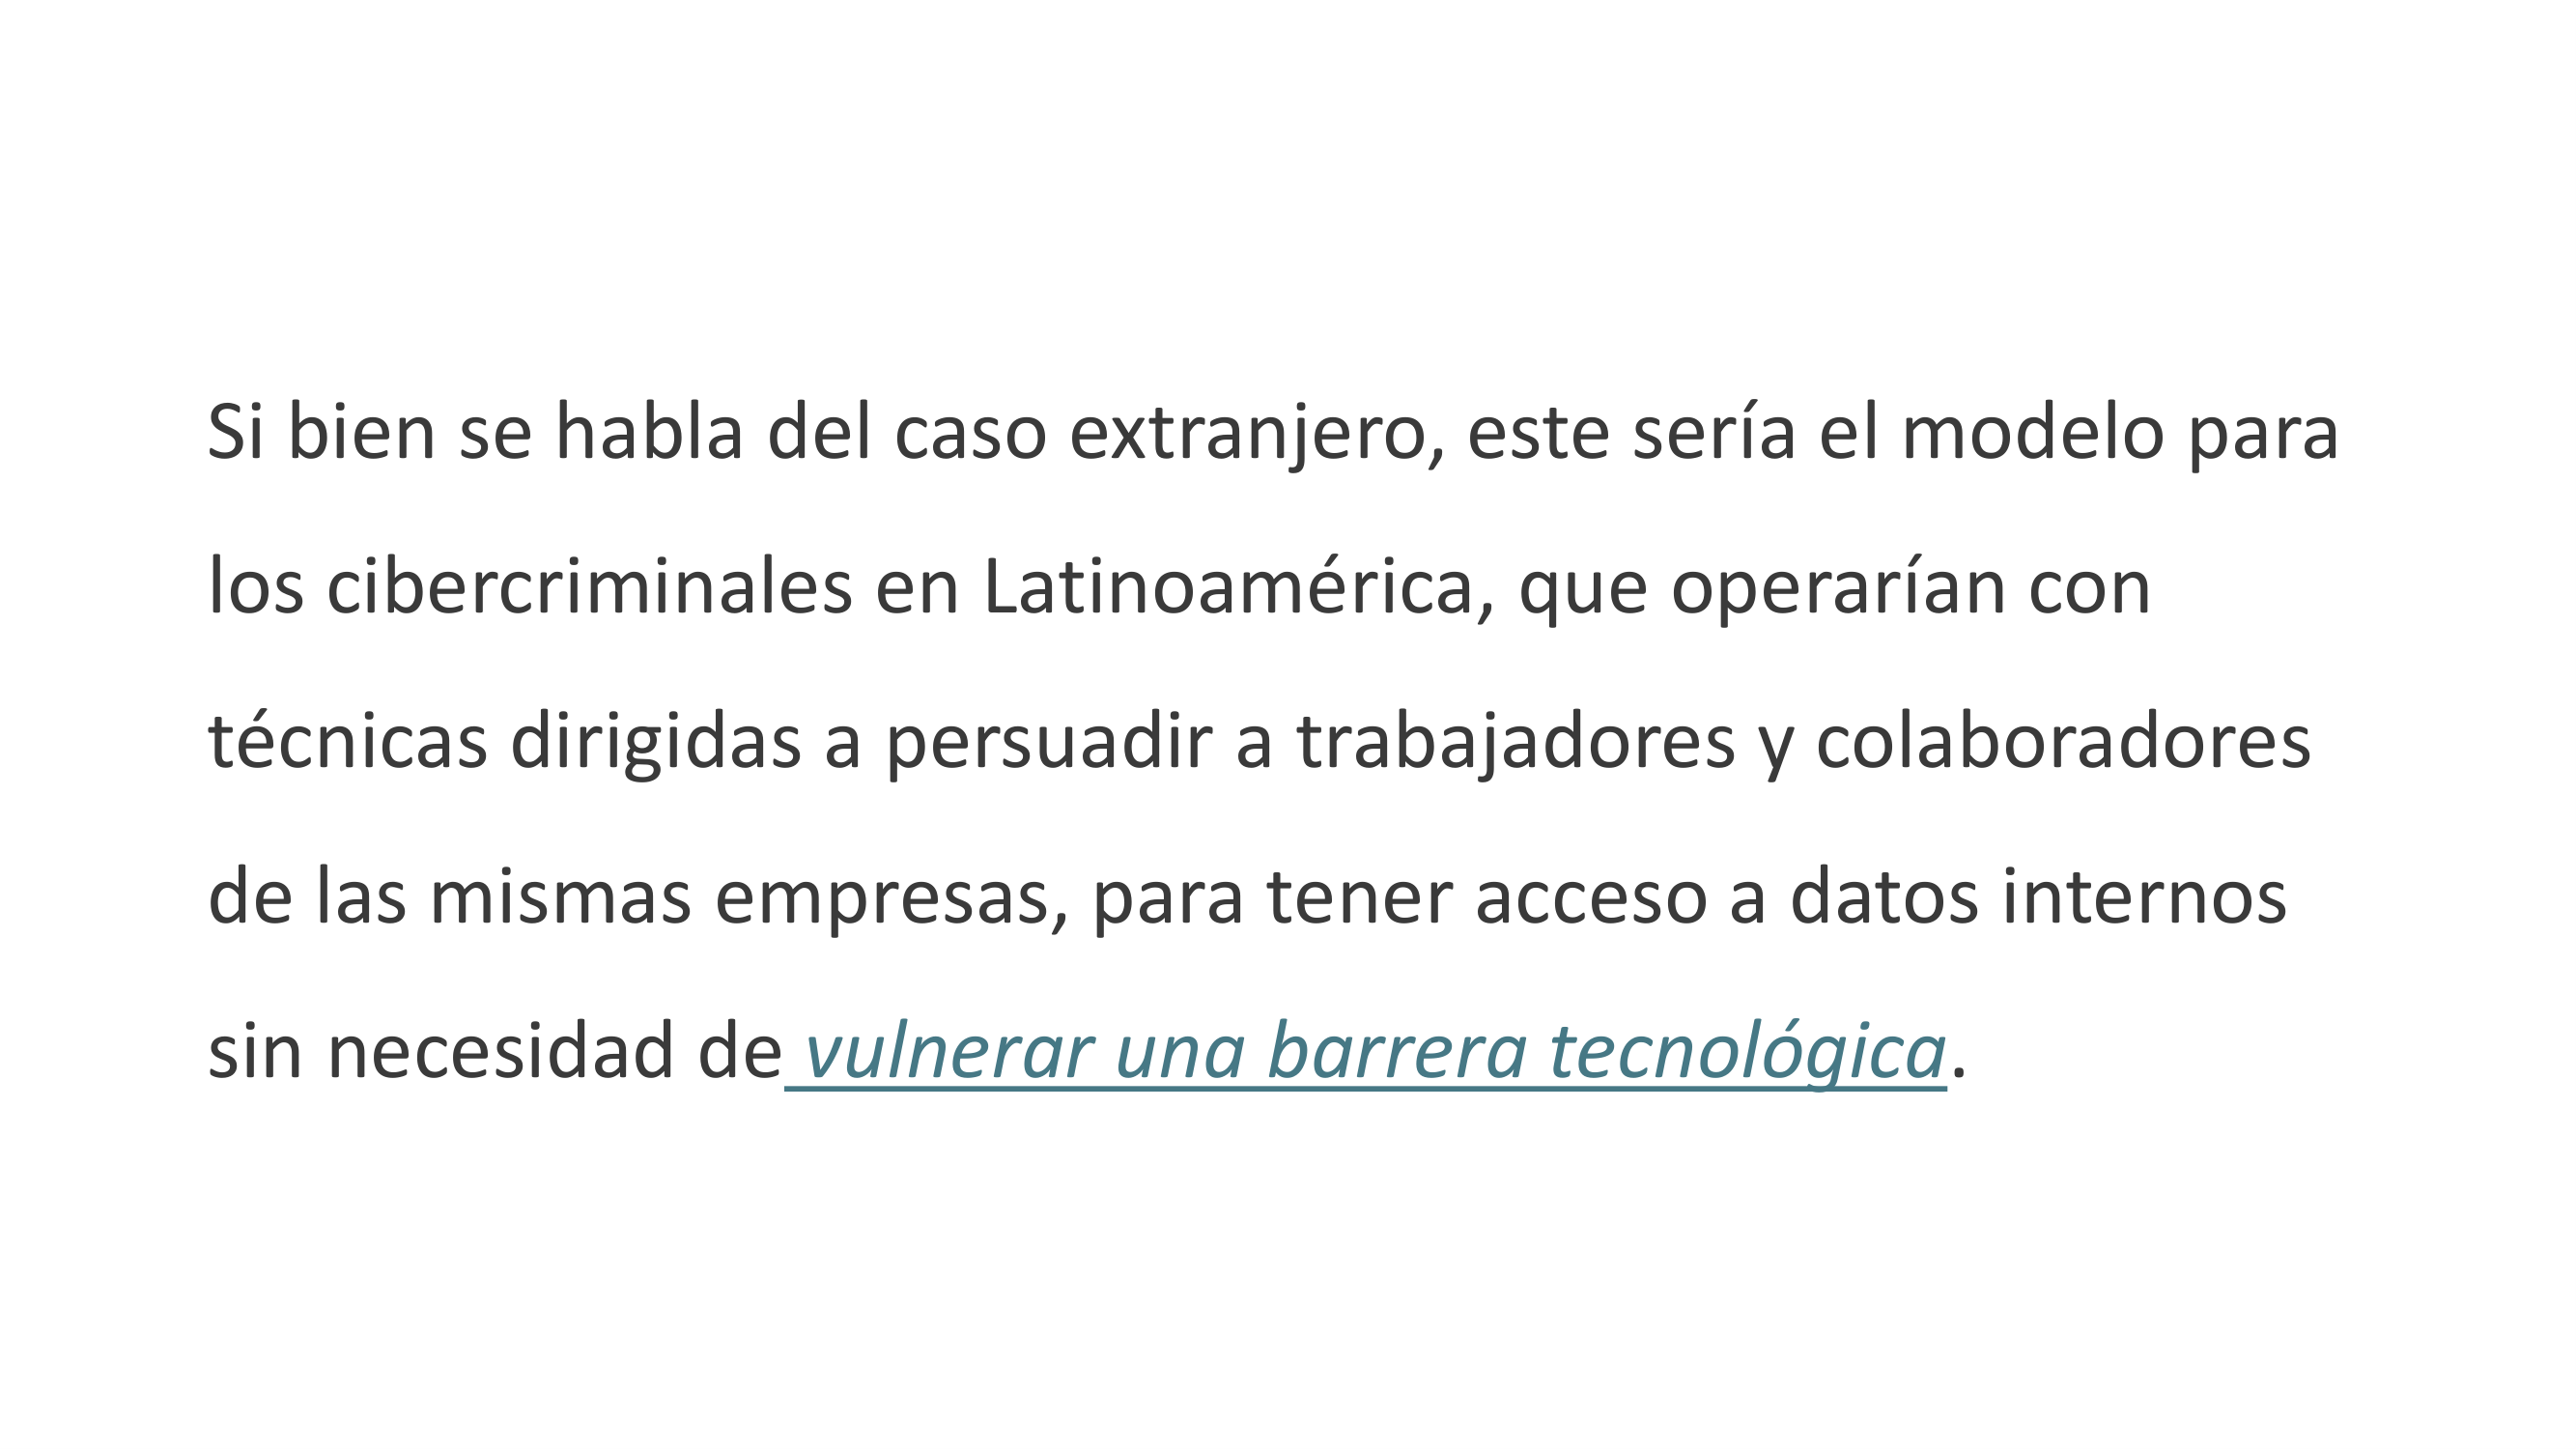 Si bien se habla del caso extranjero, este sería el modelo para
los cibercriminales en Latinoamérica, que operarían con
técnicas dirigidas a persuadir a trabajadores y colaboradores
de las mismas empresas, para tener acceso a datos internos
sin necesidad de vulnerar una barrera tecnológica.